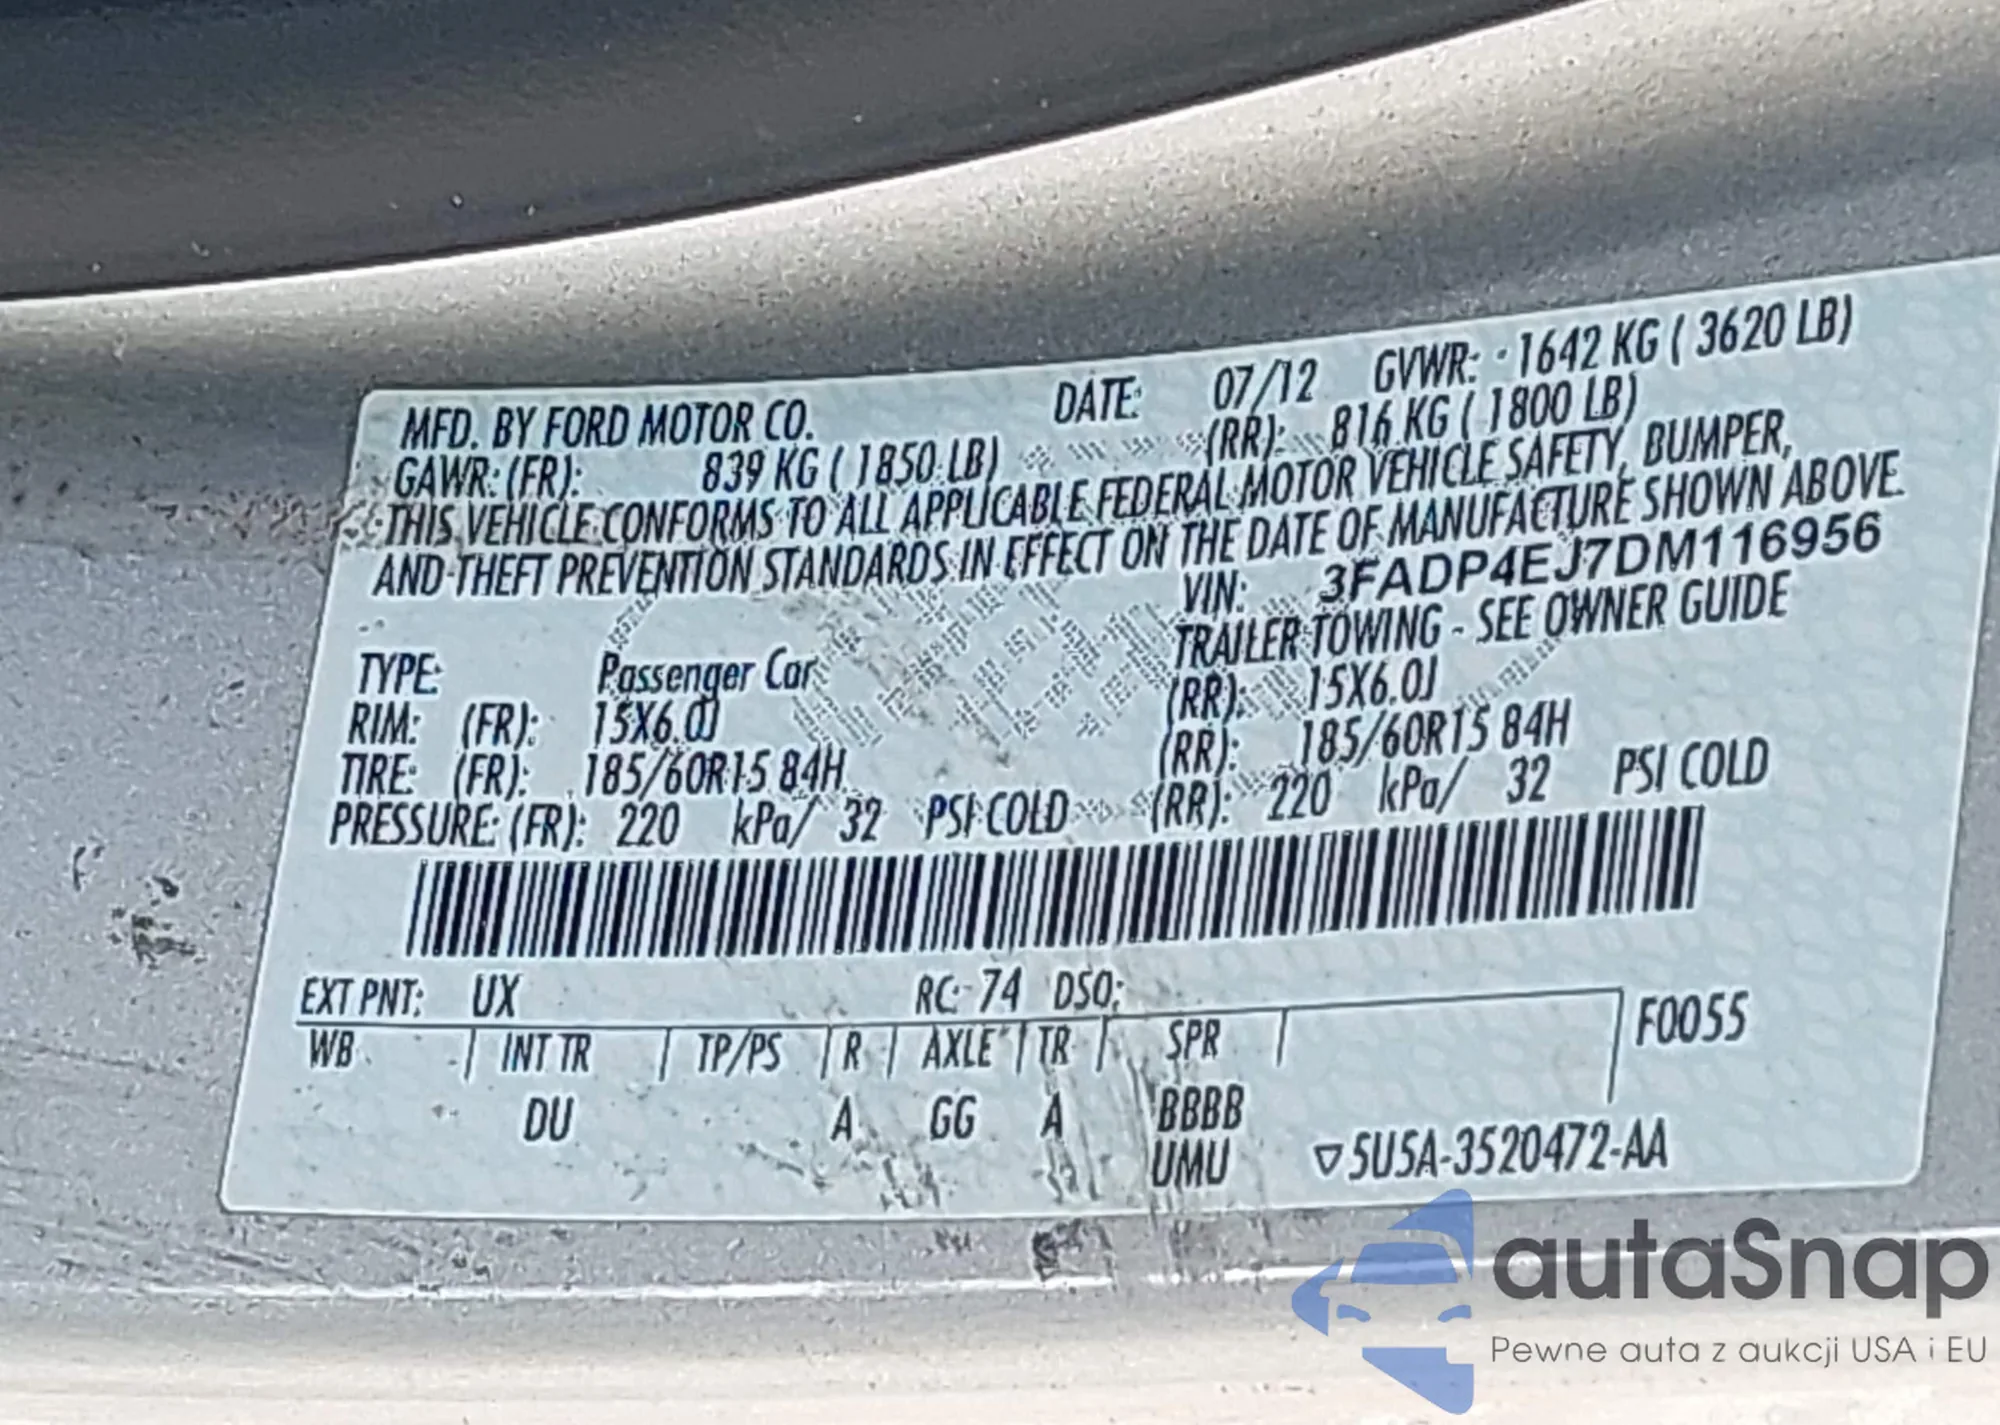 MFD. BY FORD MOTOR CO. DATE: 07/12 GVWR: 1642 KG ( 3620 LB)
GAWR: (FR): 839 KG ( 1850 LB) (RR): 816 KG ( 1800 LB)
THIS VEHICLE CONFORMS TO ALL APPLICABLE FEDERAL MOTOR VEHICLE SAFETY, BUMPER,
AND THEFT PREVENTION STANDARDS IN EFFECT ON THE DATE OF MANUFACTURE SHOWN ABOVE.
VIN: 3FADP4EJ7DM116956
TRAILER TOWING - SEE OWNER GUIDE
TYPE: Passenger Car
RIM: (FR): 15X6.0J (RR): 15X6.0J
TIRE: (FR): 185/60R15 84H (RR): 185/60R15 84H
PRESSURE: (FR): 220 kPa/ 32 PSI COLD (RR): 220 kPa/ 32 PSI COLD
EXT PNT: UX RC: 74 DSO:
WB INT TR TP/PS R AXLE TR SPR F0055
DU A GG A BBBB
UMU ▽5U5A-3520472-AA
autaSnap
Pewne auta z aukcji USA i EU